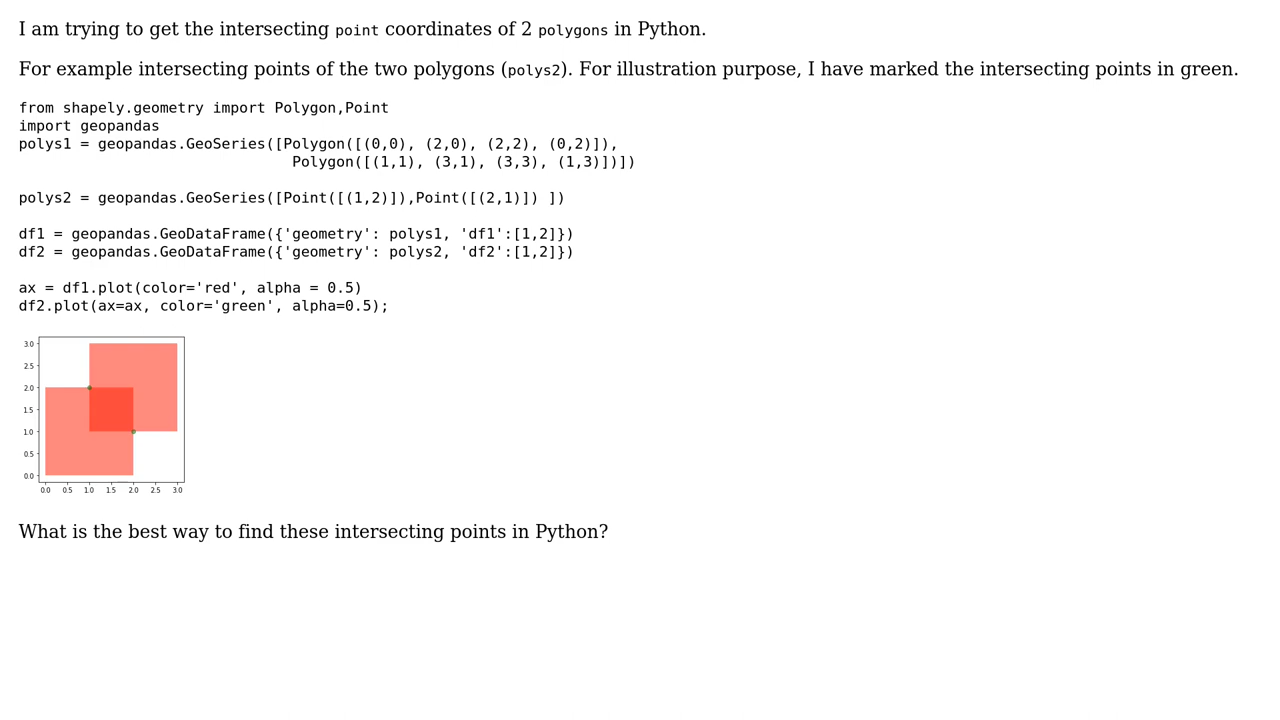 I am trying to get the intersecting point coordinates of 2 polygons in Python.
For example intersecting points of the two polygons (polys2). For illustration purpose, I have marked the intersecting points in green.
from shapely.geometry import Polygon,Point
import geopandas
polys1 = geopandas.GeoSeries([Polygon([(0,0), (2,0), (2,2), (0,2)]),
                               Polygon([(1,1), (3,1), (3,3), (1,3)])])
polys2 = geopandas.GeoSeries([Point([(1,2)]),Point([(2,1)]) ])
df1 = geopandas.GeoDataFrame({'geometry': polys1, 'df1':[1,2]})
df2 = geopandas.GeoDataFrame({'geometry': polys2, 'df2':[1,2]})
ax = df1.plot(color='red', alpha = 0.5)
df2.plot(ax=ax, color='green', alpha=0.5);
3.0
2.5
2.0
1.5
1.0
0.5
0.0
0.0 0.5 1.0 1.5 2.0 2.5 3.0
What is the best way to find these intersecting points in Python?